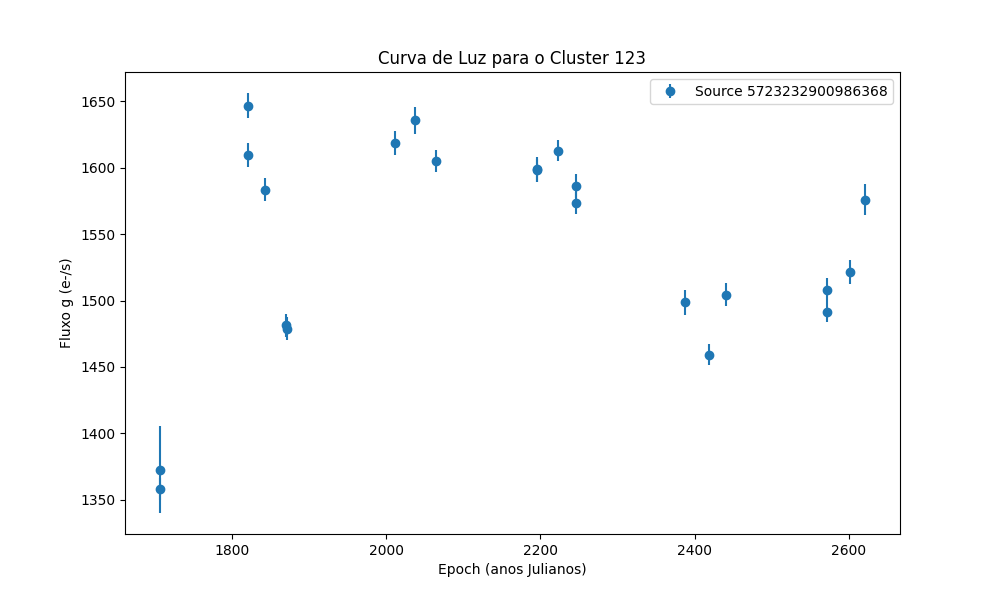 Curva de Luz para o Cluster 123
Source 5723232900986368
Fluxo g (e-/s)
1650
1600
1550
1500
1450
1400
1350
1800 2000 2200 2400 2600
Epoch (anos Julianos)